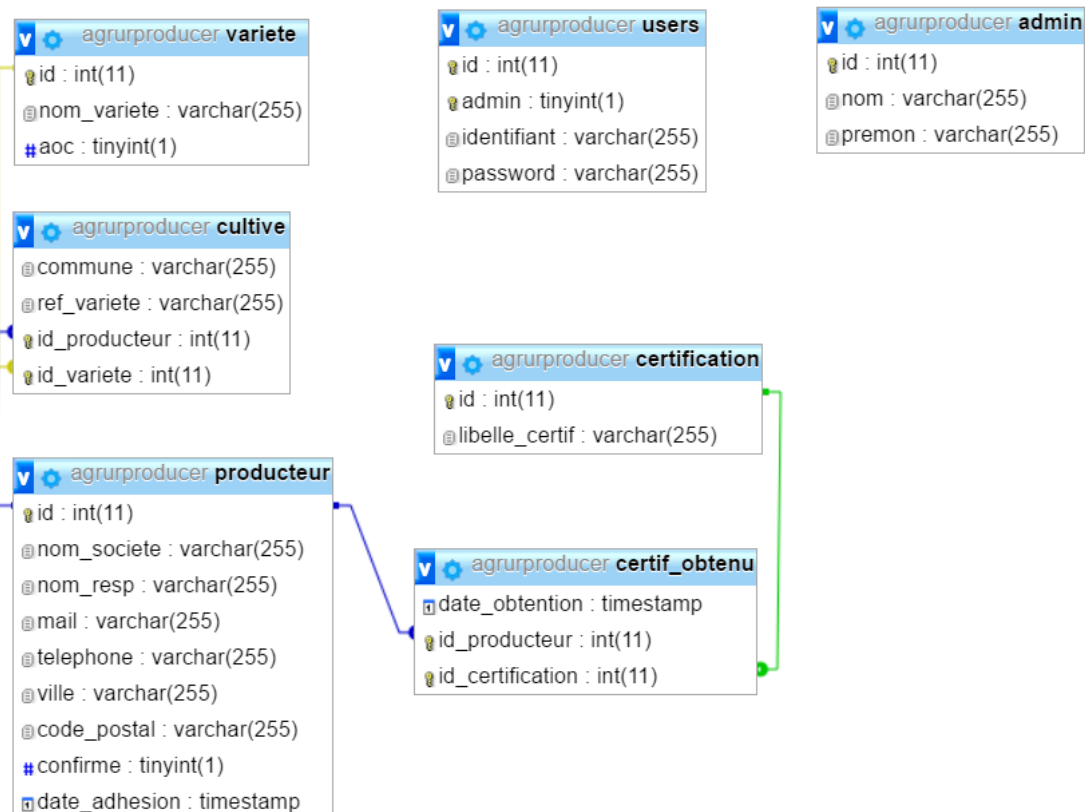 v agrurproducer variete
id : int(11)
nom_variete : varchar(255)
# aoc : tinyint(1)
v agrurproducer users
id : int(11)
admin : tinyint(1)
identifiant : varchar(255)
password : varchar(255)
v agrurproducer admin
id : int(11)
nom : varchar(255)
premon : varchar(255)
v agrurproducer cultive
commune : varchar(255)
ref_variete : varchar(255)
id_producteur : int(11)
id_variete : int(11)
v agrurproducer certification
id : int(11)
libelle_certif : varchar(255)
v agrurproducer producteur
id : int(11)
nom_societe : varchar(255)
nom_resp : varchar(255)
mail : varchar(255)
telephone : varchar(255)
ville : varchar(255)
code_postal : varchar(255)
# confirme : tinyint(1)
date_adhesion : timestamp
v agrurproducer certif_obtenu
date_obtention : timestamp
id_producteur : int(11)
id_certification : int(11)